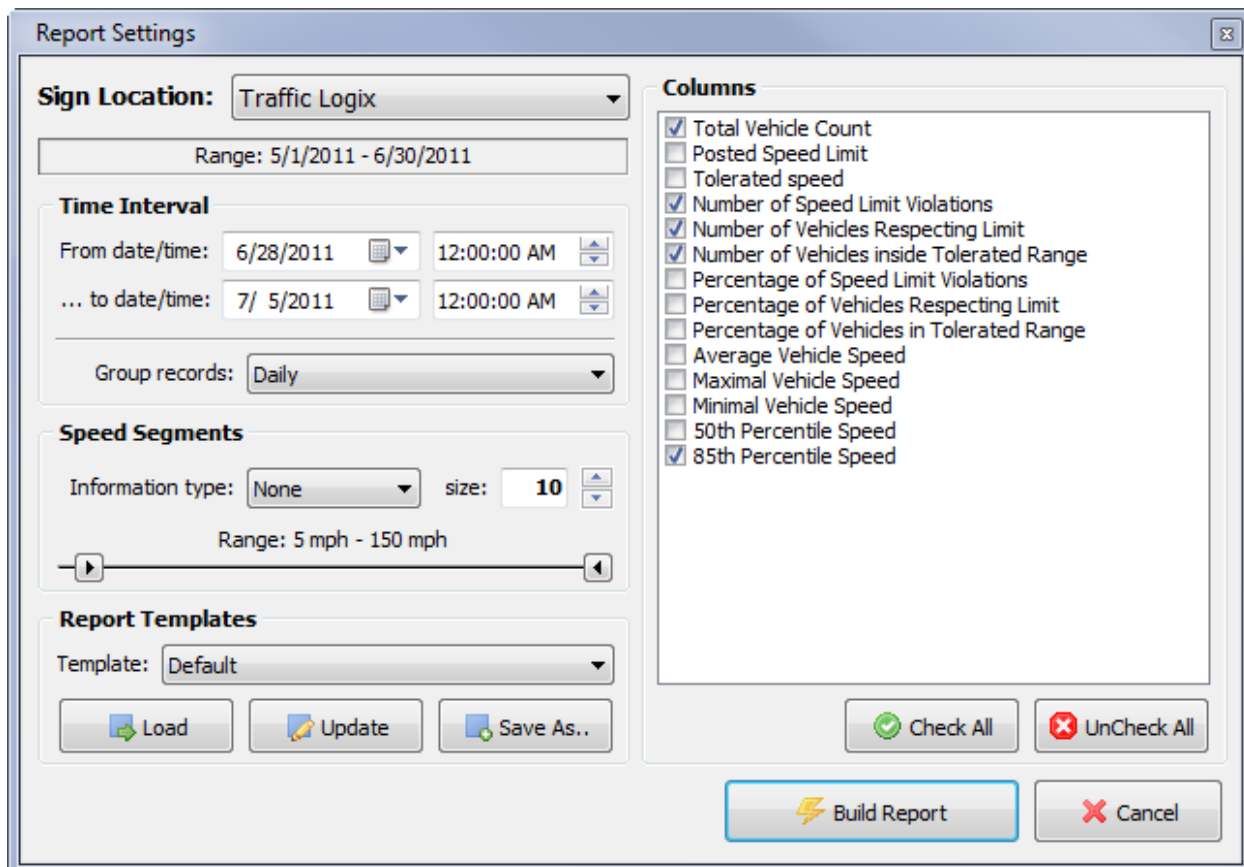 Report Settings
Sign Location: Traffic Logix
Range: 5/1/2011 - 6/30/2011
Time Interval
From date/time: 6/28/2011 12:00:00 AM
... to date/time: 7/ 5/2011 12:00:00 AM
Group records: Daily
Speed Segments
Information type: None size: 10
Range: 5 mph - 150 mph
Report Templates
Template: Default
Load Update Save As..
Columns
Total Vehicle Count
Posted Speed Limit
Tolerated speed
Number of Speed Limit Violations
Number of Vehicles Respecting Limit
Number of Vehicles inside Tolerated Range
Percentage of Speed Limit Violations
Percentage of Vehicles Respecting Limit
Percentage of Vehicles in Tolerated Range
Average Vehicle Speed
Maximal Vehicle Speed
Minimal Vehicle Speed
50th Percentile Speed
85th Percentile Speed
Check All UnCheck All
Build Report Cancel